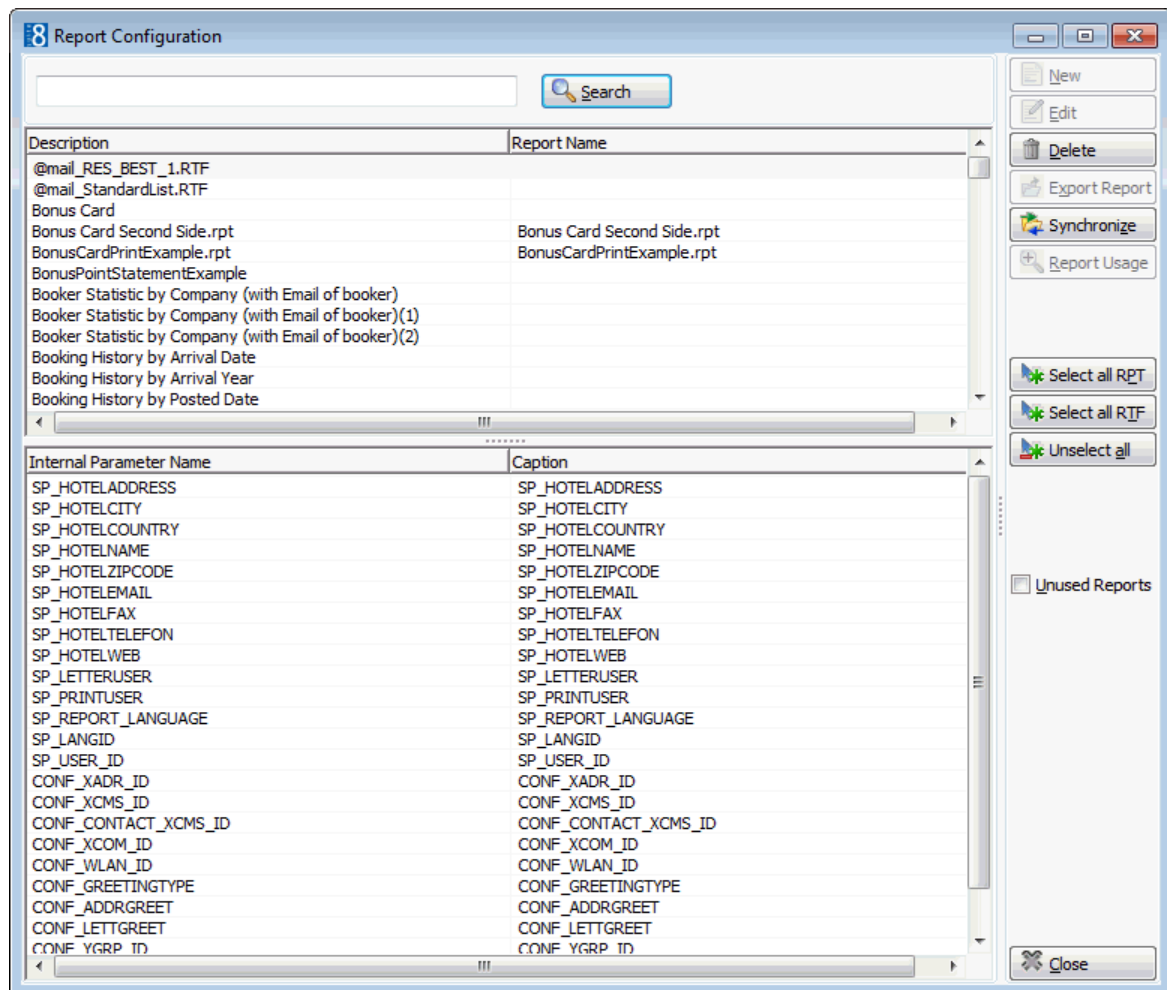 8 Report Configuration
Search
Description Report Name
@mail_RES_BEST_1.RTF
@mail_StandardList.RTF
Bonus Card
Bonus Card Second Side.rpt Bonus Card Second Side.rpt
BonusCardPrintExample.rpt BonusCardPrintExample.rpt
BonusPointStatementExample
Booker Statistic by Company (with Email of booker)
Booker Statistic by Company (with Email of booker)(1)
Booker Statistic by Company (with Email of booker)(2)
Booking History by Arrival Date
Booking History by Arrival Year
Booking History by Posted Date
Internal Parameter Name Caption
SP_HOTELADDRESS SP_HOTELADDRESS
SP_HOTELCITY SP_HOTELCITY
SP_HOTELCOUNTRY SP_HOTELCOUNTRY
SP_HOTELNAME SP_HOTELNAME
SP_HOTELZIPCODE SP_HOTELZIPCODE
SP_HOTELEMAIL SP_HOTELEMAIL
SP_HOTELFAX SP_HOTELFAX
SP_HOTELTELEFON SP_HOTELTELEFON
SP_HOTELWEB SP_HOTELWEB
SP_LETTERUSER SP_LETTERUSER
SP_PRINTUSER SP_PRINTUSER
SP_REPORT_LANGUAGE SP_REPORT_LANGUAGE
SP_LANGID SP_LANGID
SP_USER_ID SP_USER_ID
CONF_XADR_ID CONF_XADR_ID
CONF_XCMS_ID CONF_XCMS_ID
CONF_CONTACT_XCMS_ID CONF_CONTACT_XCMS_ID
CONF_XCOM_ID CONF_XCOM_ID
CONF_WLAN_ID CONF_WLAN_ID
CONF_GREETINGTYPE CONF_GREETINGTYPE
CONF_ADDRGREET CONF_ADDRGREET
CONF_LETTGREET CONF_LETTGREET
CONF_YGRP_ID CONF_YGRP_ID
New
Edit
Delete
Export Report
Synchronize
Report Usage
Select all RPT
Select all RTF
Unselect all
Unused Reports
Close